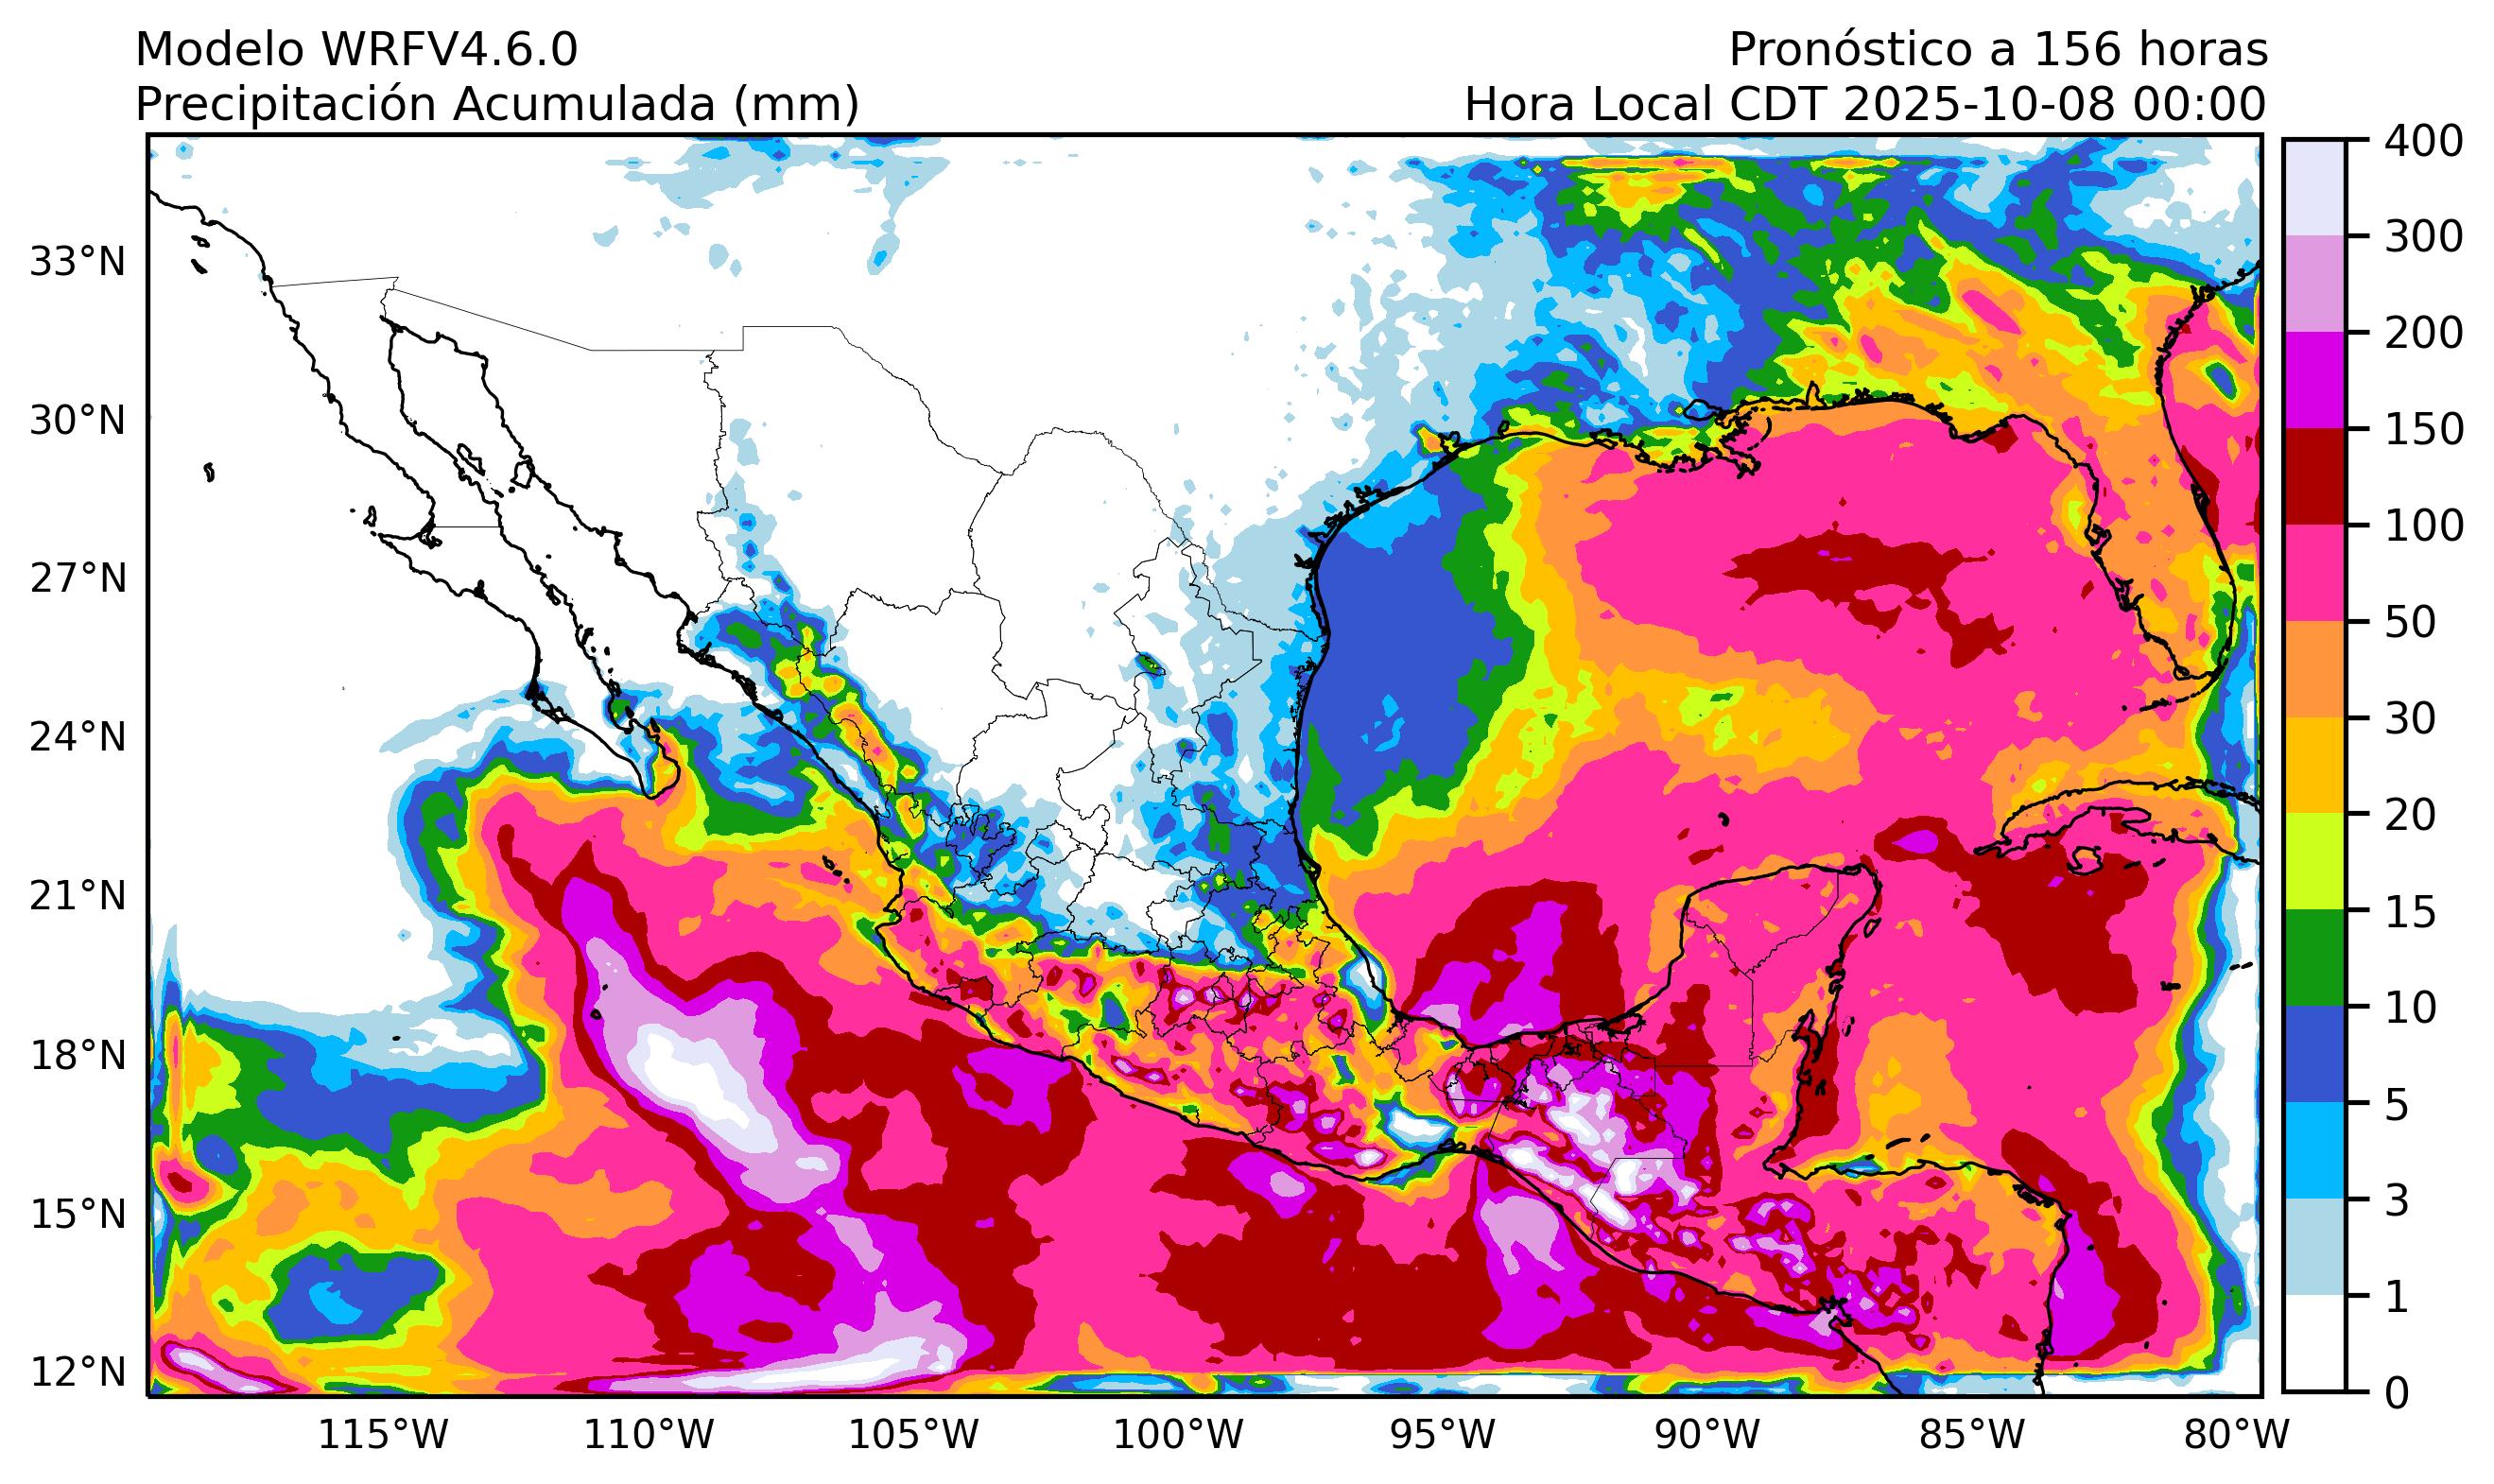 Modelo WRFV4.6.0
Pronóstico a 156 horas
Precipitación Acumulada (mm)
Hora Local CDT 2025-10-08 00:00
33°N
30°N
27°N
24°N
21°N
18°N
15°N
12°N
115°W
110°W
105°W
100°W
95°W
90°W
85°W
80°W
400
300
200
150
100
50
30
20
15
10
5
3
1
0